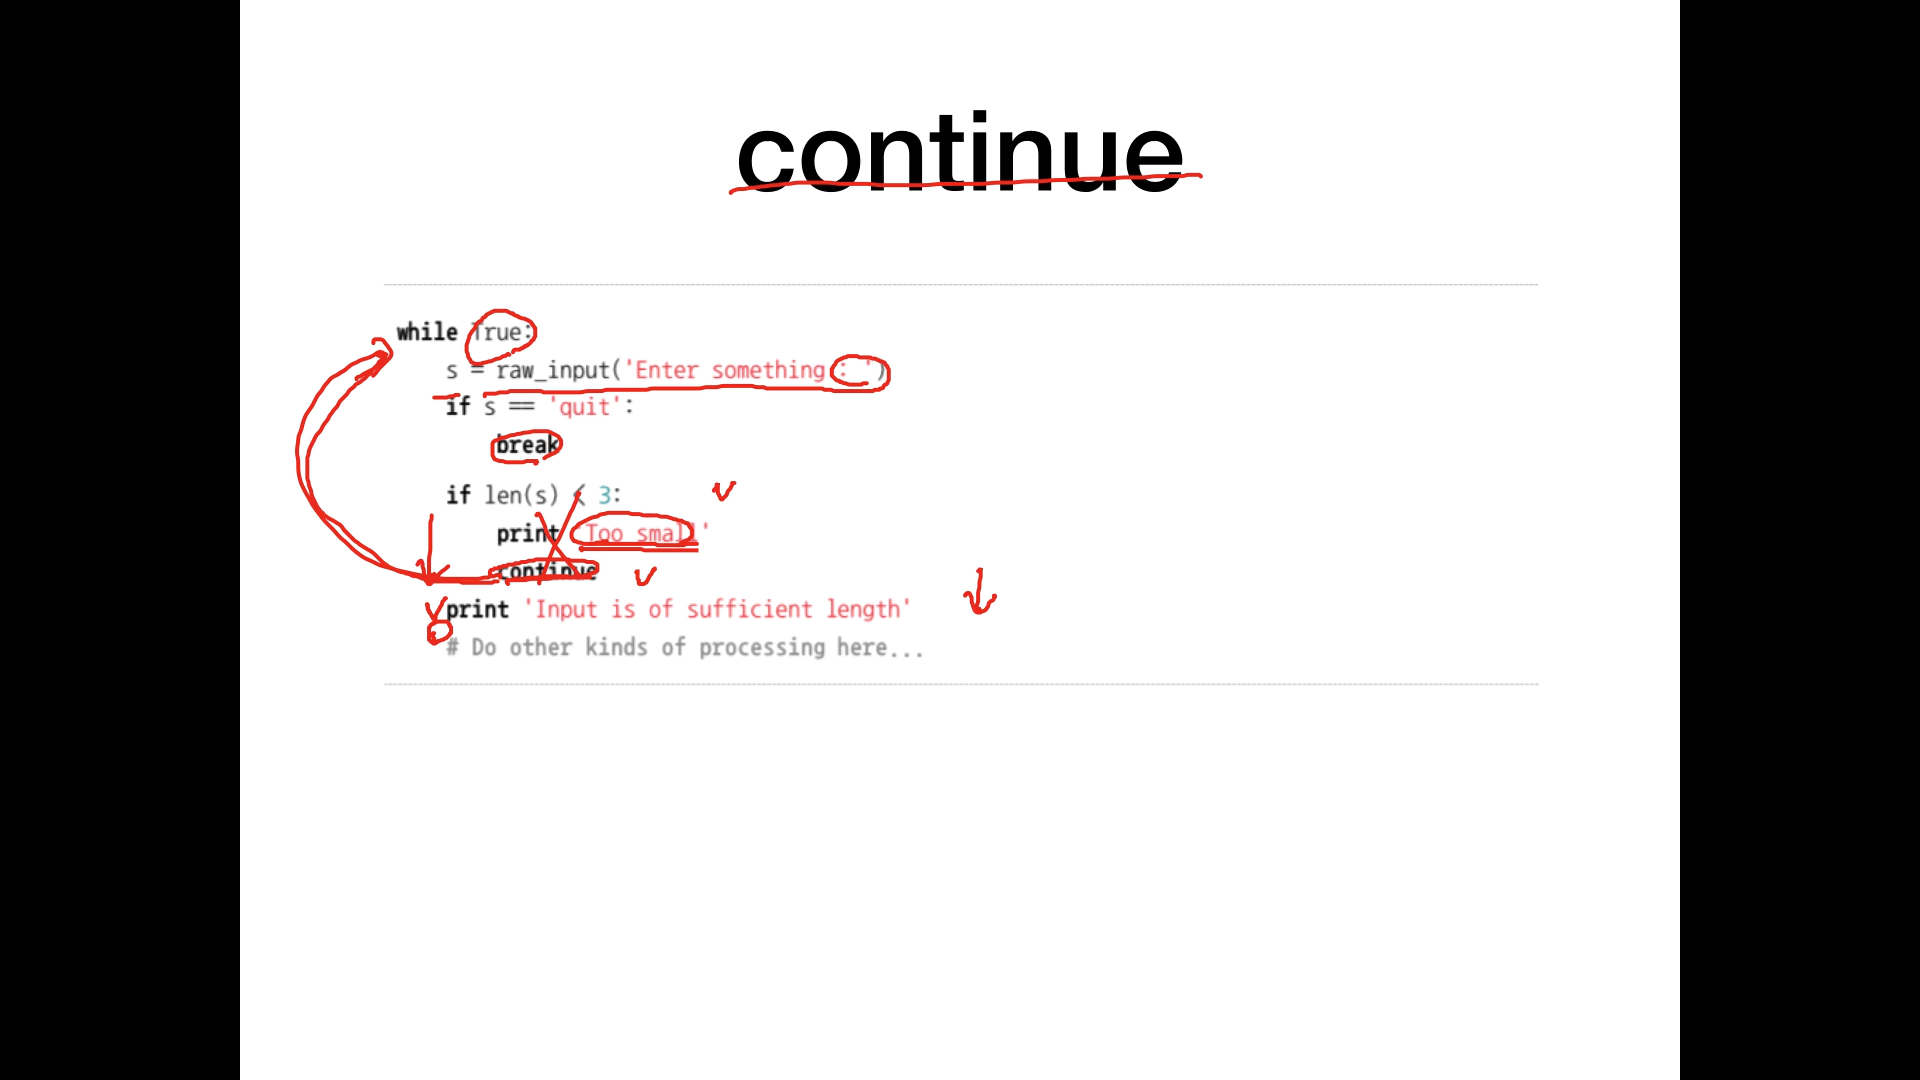 continue
while True:
s = raw_input('Enter something : ')
if s == 'quit':
break
if len(s) < 3:
print 'Too small'
continue
print 'Input is of sufficient length'
# Do other kinds of processing here...